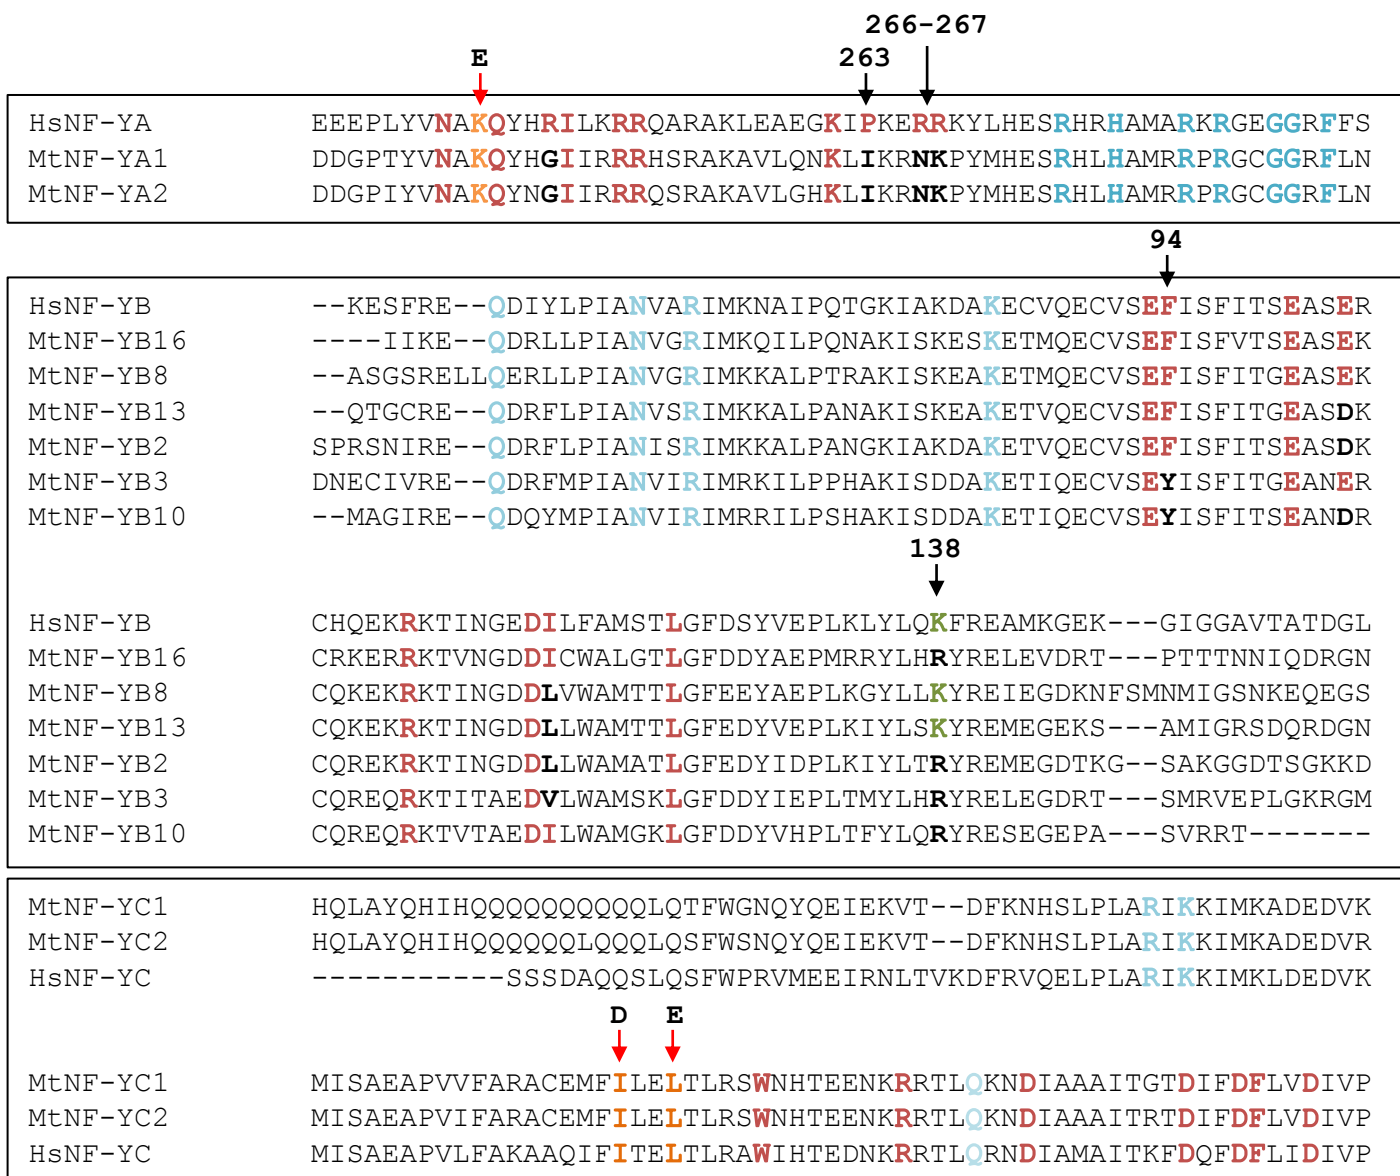 266-267
E 263
HsNF-YA EEEPLYVNAKQYHRILKRRQARAKLEAEGKIPKERRKYLHESRHRHAMARKRGEGGRFFS
MtNF-YA1 DDGPTYVNAKQYHGIIRRRHSRAKAVLQNKLIKRNKPYMHESRHLHAMRRPRGCGGRFLN
MtNF-YA2 DDGPIYVNAKQYNGIIRRRQSRAKAVLGHKLIKRNKPYMHESRHLHAMRRPRGCGGRFLN
94
HsNF-YB --KESFRE--QDIYLPIANVARIMKNAIPQTGKIAKDAKECVQECVSEFISFITSEASER
MtNF-YB16 ----IIKE--QDRLLPIANVGRIMKQILPQNAKISKESKETMQECVSEFISFVTSEASEK
MtNF-YB8 --ASGSRELLQERLLPIANVGRIMKKALPTRAKISKEAKETMQECVSEFISFITGEASEK
MtNF-YB13 --QTGCRE--QDRFLPIANVSRIMKKALPANAKISKEAKETVQECVSEFISFITGEASDK
MtNF-YB2 SPRSNIRE--QDRFLPIANISRIMKKALPANGKIAKDAKETVQECVSEFISFITSEASDK
MtNF-YB3 DNECIVRE--QDRFMPIANVIRIMRKILPPHAKISDDAKETIQECVSEYISFITGEANER
MtNF-YB10 --MAGIRE--QDQYMPIANVIRIMRRILPSHAKISDDAKETIQECVSEYISFITSEANDR
138
HsNF-YB CHQEKRKTINGEDILFAMSTLGFDSYVEPLKLYLQKFREAMKGEK---GIGGAVTATDGL
MtNF-YB16 CRKERRKTVNGDDICWALGTLGFDDYAEPMRRYLHRYRELEVDRT---PTTTNNIQDRGN
MtNF-YB8 CQKEKRKTINGDDLVWAMTTLGFEEYAEPLKGYLLKYREIEGDKNFSMNMIGSNKEQEGS
MtNF-YB13 CQKEKRKTINGDDLLWAMTTLGFEDYVEPLKIYLSKYREMEGEKS---AMIGRSDQRDGN
MtNF-YB2 CQREKRKTINGDDLLWAMATLGFEDYIDPLKIYLTRYREMEGDTKG--SAKGGDTSGKKD
MtNF-YB3 CQREQRKTITAEDVLWAMSKLGFDDYIEPLTMYLHRYRELEGDRT---SMRVEPLGKRGM
MtNF-YB10 CQREQRKTVTAEDILWAMGKLGFDDYVHPLTFYLQRYRESEGEPA---SVRRT-------
MtNF-YC1 HQLAYQHIHQQQQQQQQQQLQTFWGNQYQEIEKVT--DFKNHSLPLARIKKIMKADEDVK
MtNF-YC2 HQLAYQHIHQQQQQQLQQQLQSFWSNQYQEIEKVT--DFKNHSLPLARIKKIMKADEDVR
HsNF-YC -----------SSSDAQQSLQSFWPRVMEEIRNLTVKDFRVQELPLARIKKIMKLDEDVK
D E
MtNF-YC1 MISAEAPVVFARACEMFILELTLRSWNHTEENKRRTLQKNDIAAAITGTDIFDFLVDIVP
MtNF-YC2 MISAEAPVIFARACEMFILELTLRSWNHTEENKRRTLQKNDIAAAITRTDIFDFLVDIVP
HsNF-YC MISAEAPVLFAKAAQIFITELTLRAWIHTEDNKRRTLQRNDIAMAITKFDQFDFLIDIVP